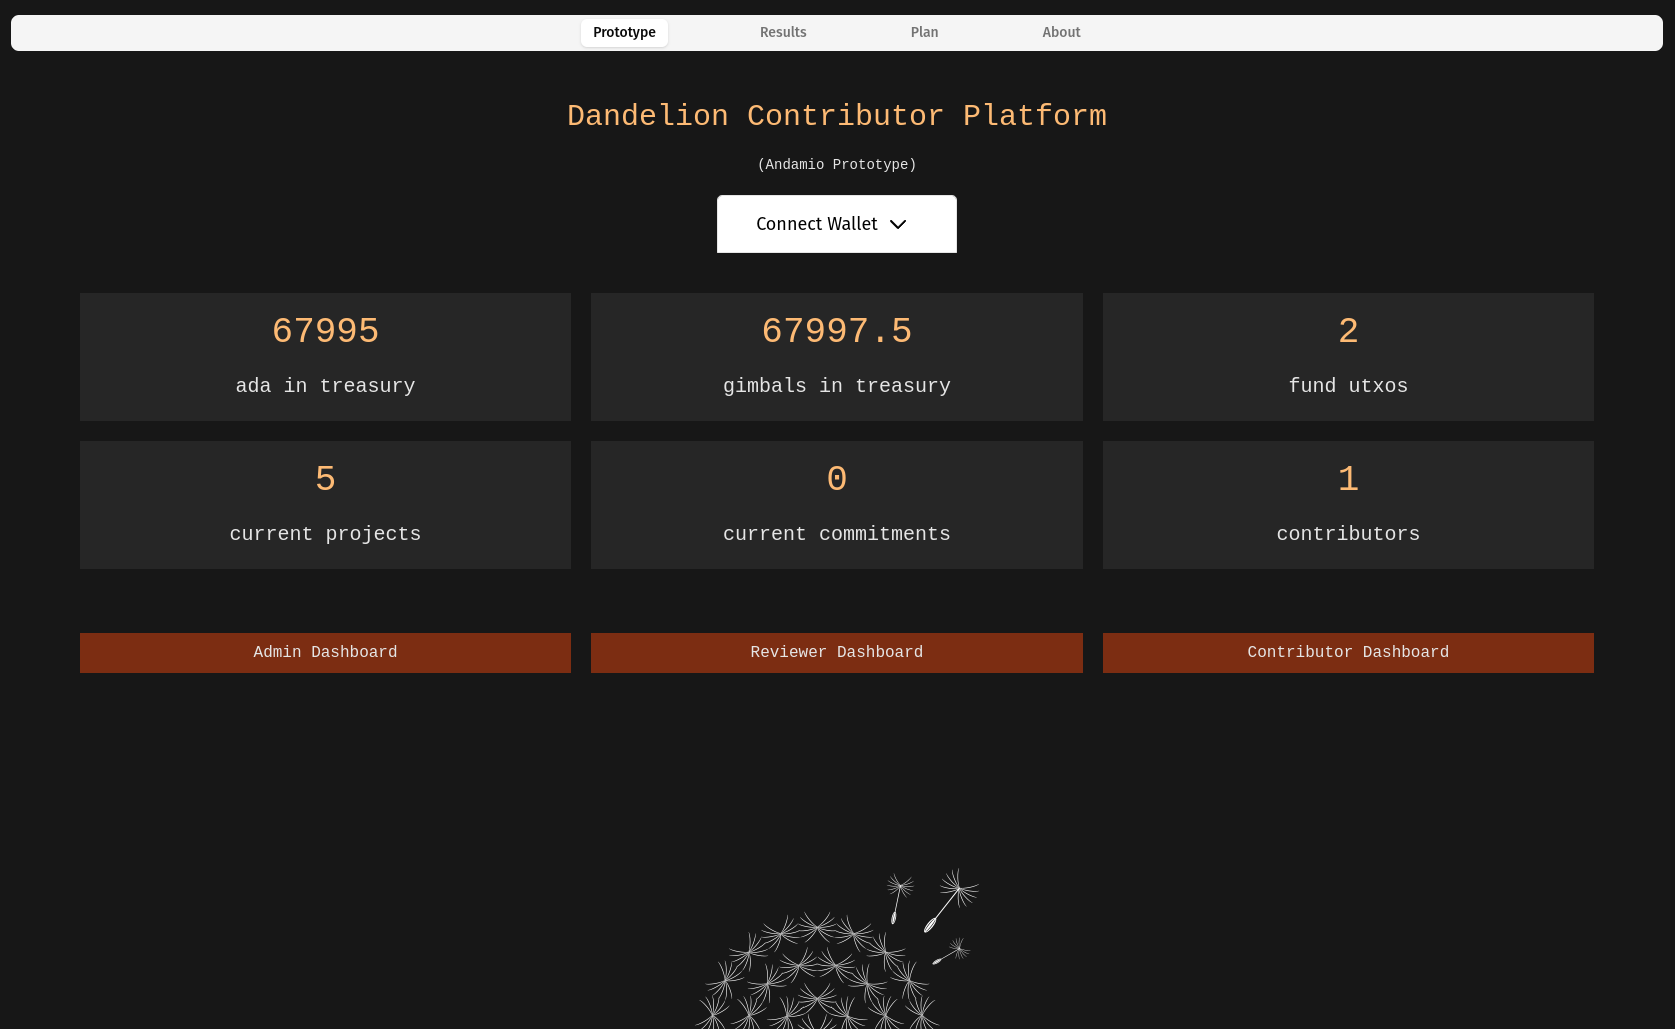 Prototype Results Plan About
Dandelion Contributor Platform
(Andamio Prototype)
Connect Wallet
67995
ada in treasury
67997.5
gimbals in treasury
2
fund utxos
5
current projects
0
current commitments
1
contributors
Admin Dashboard
Reviewer Dashboard
Contributor Dashboard